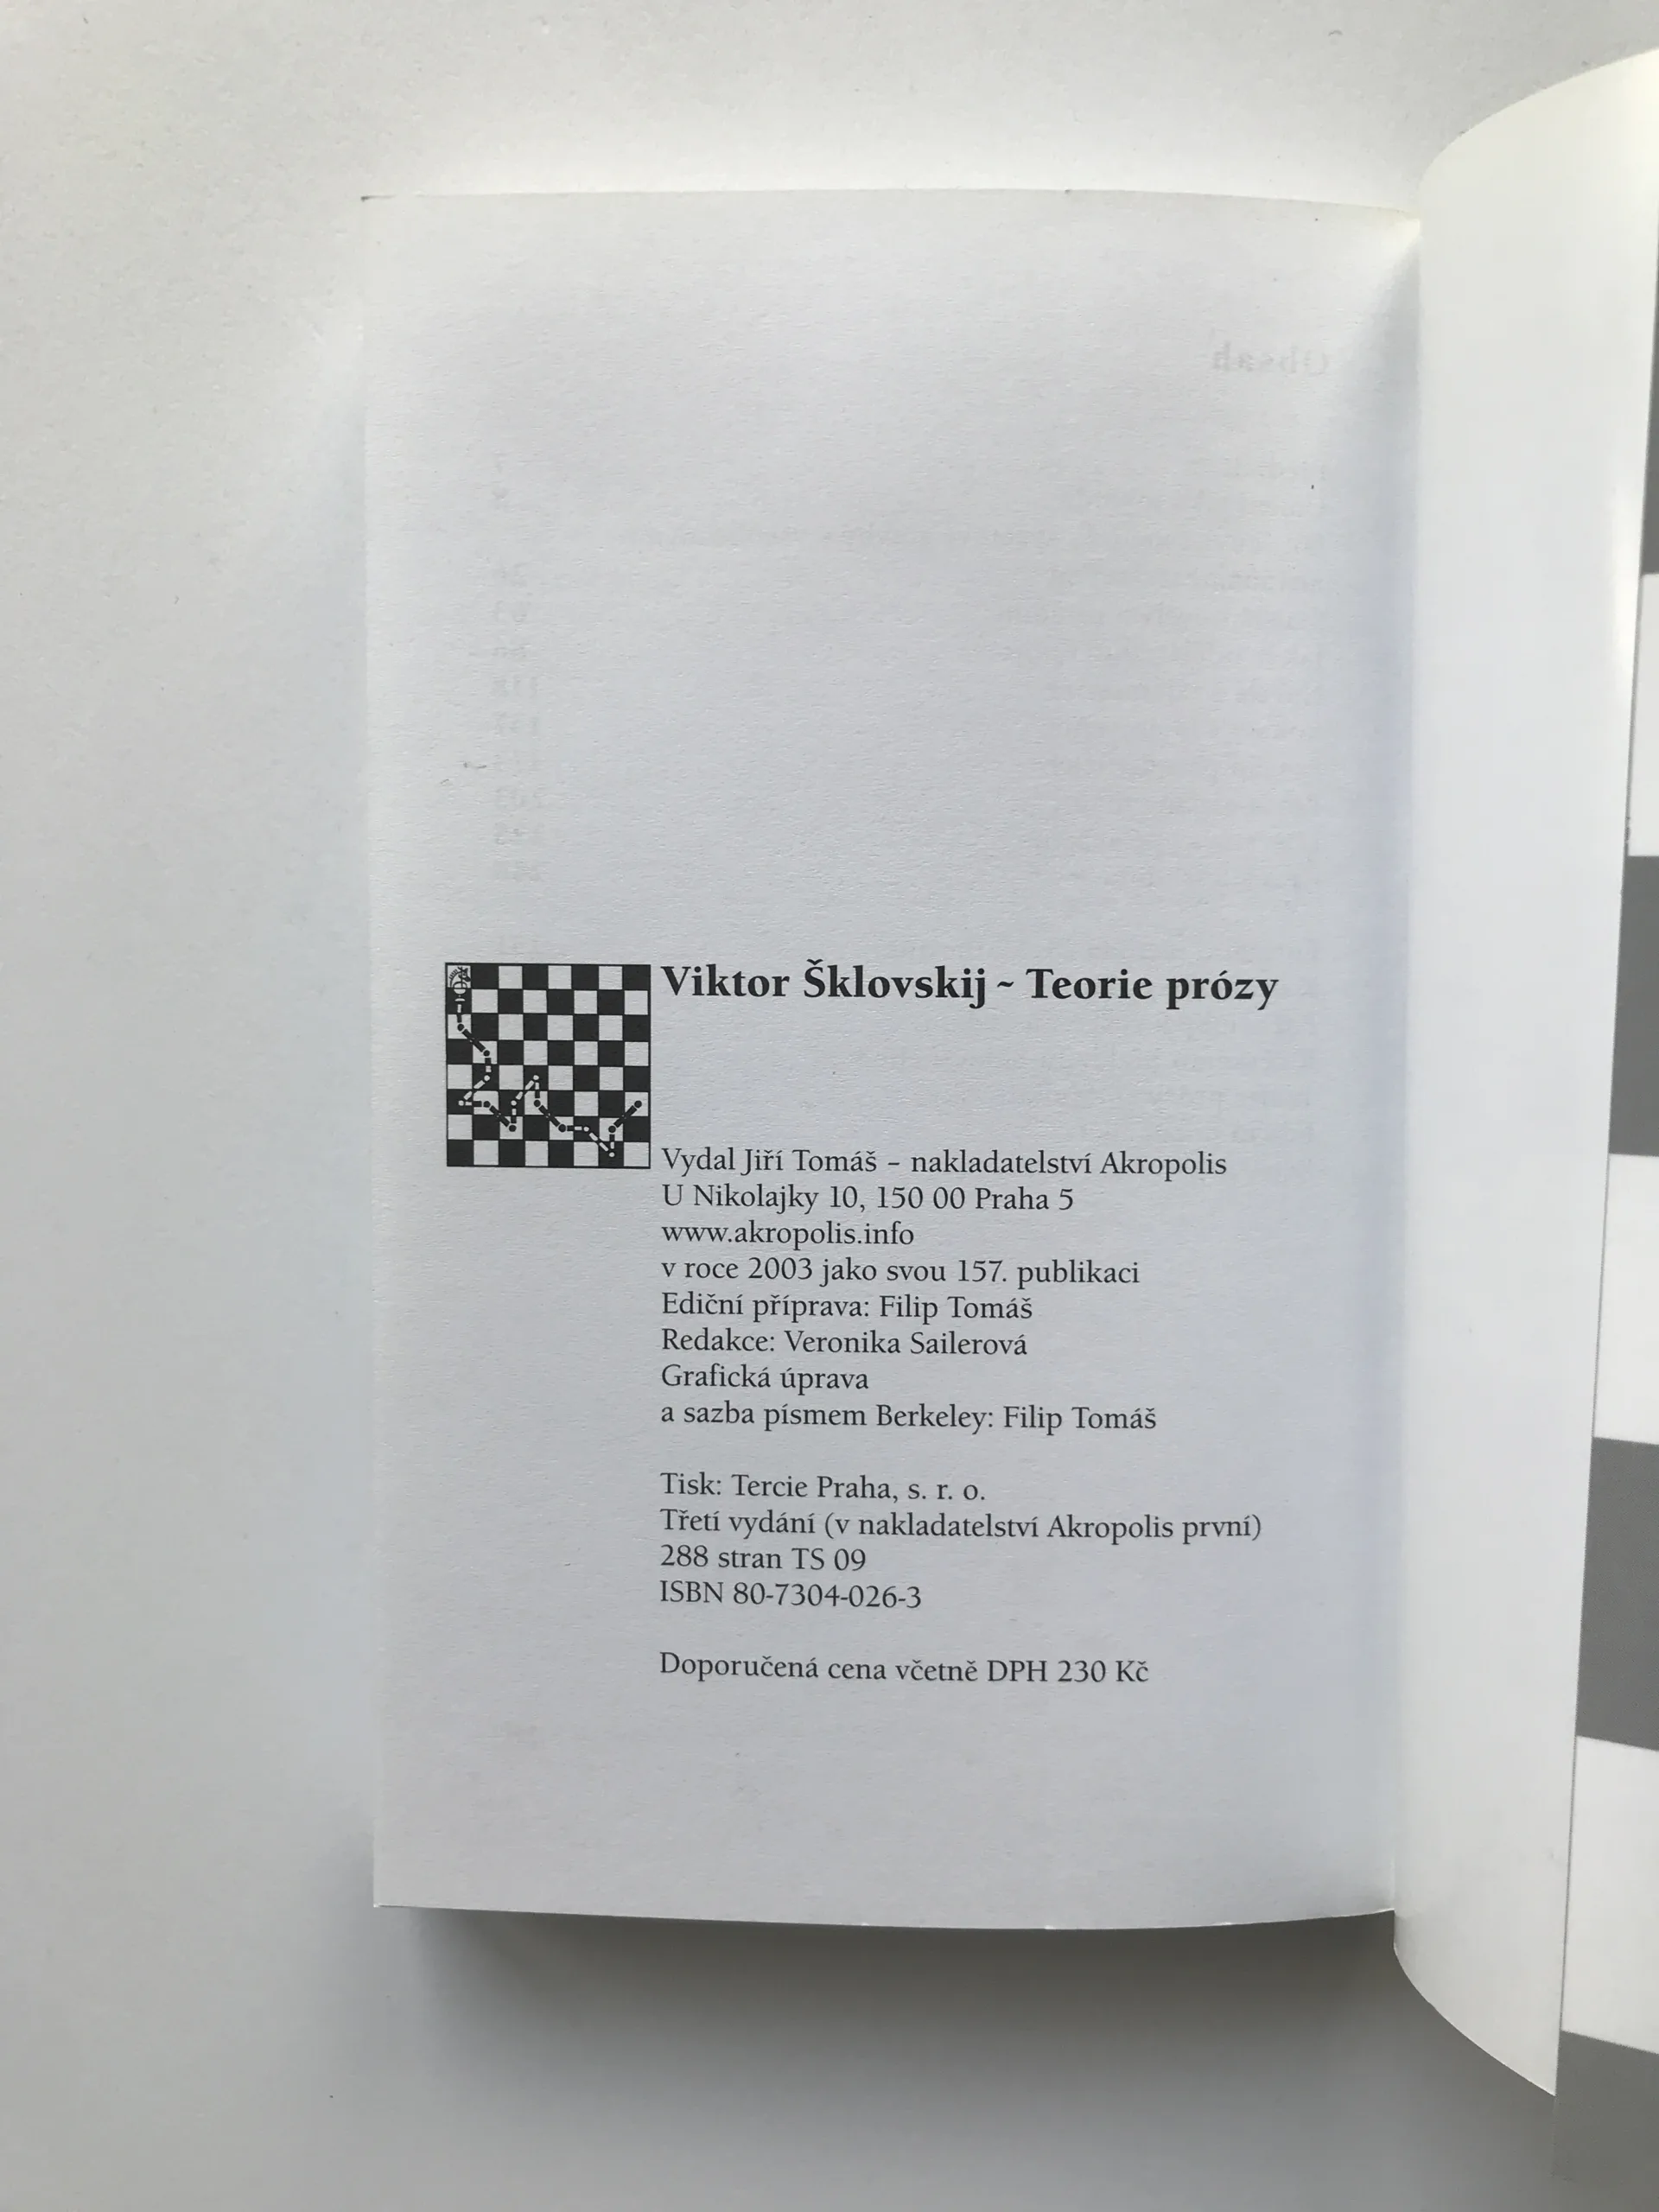 Viktor Šklovskij ~ Teorie prózy
Vydal Jiří Tomáš – nakladatelství Akropolis
U Nikolajky 10, 150 00 Praha 5
www.akropolis.info
v roce 2003 jako svou 157. publikaci
Ediční příprava: Filip Tomáš
Redakce: Veronika Sailerová
Grafická úprava
a sazba písmem Berkeley: Filip Tomáš
Tisk: Tercie Praha, s. r. o.
Třetí vydání (v nakladatelství Akropolis první)
288 stran TS 09
ISBN 80-7304-026-3
Doporučená cena včetně DPH 230 Kč